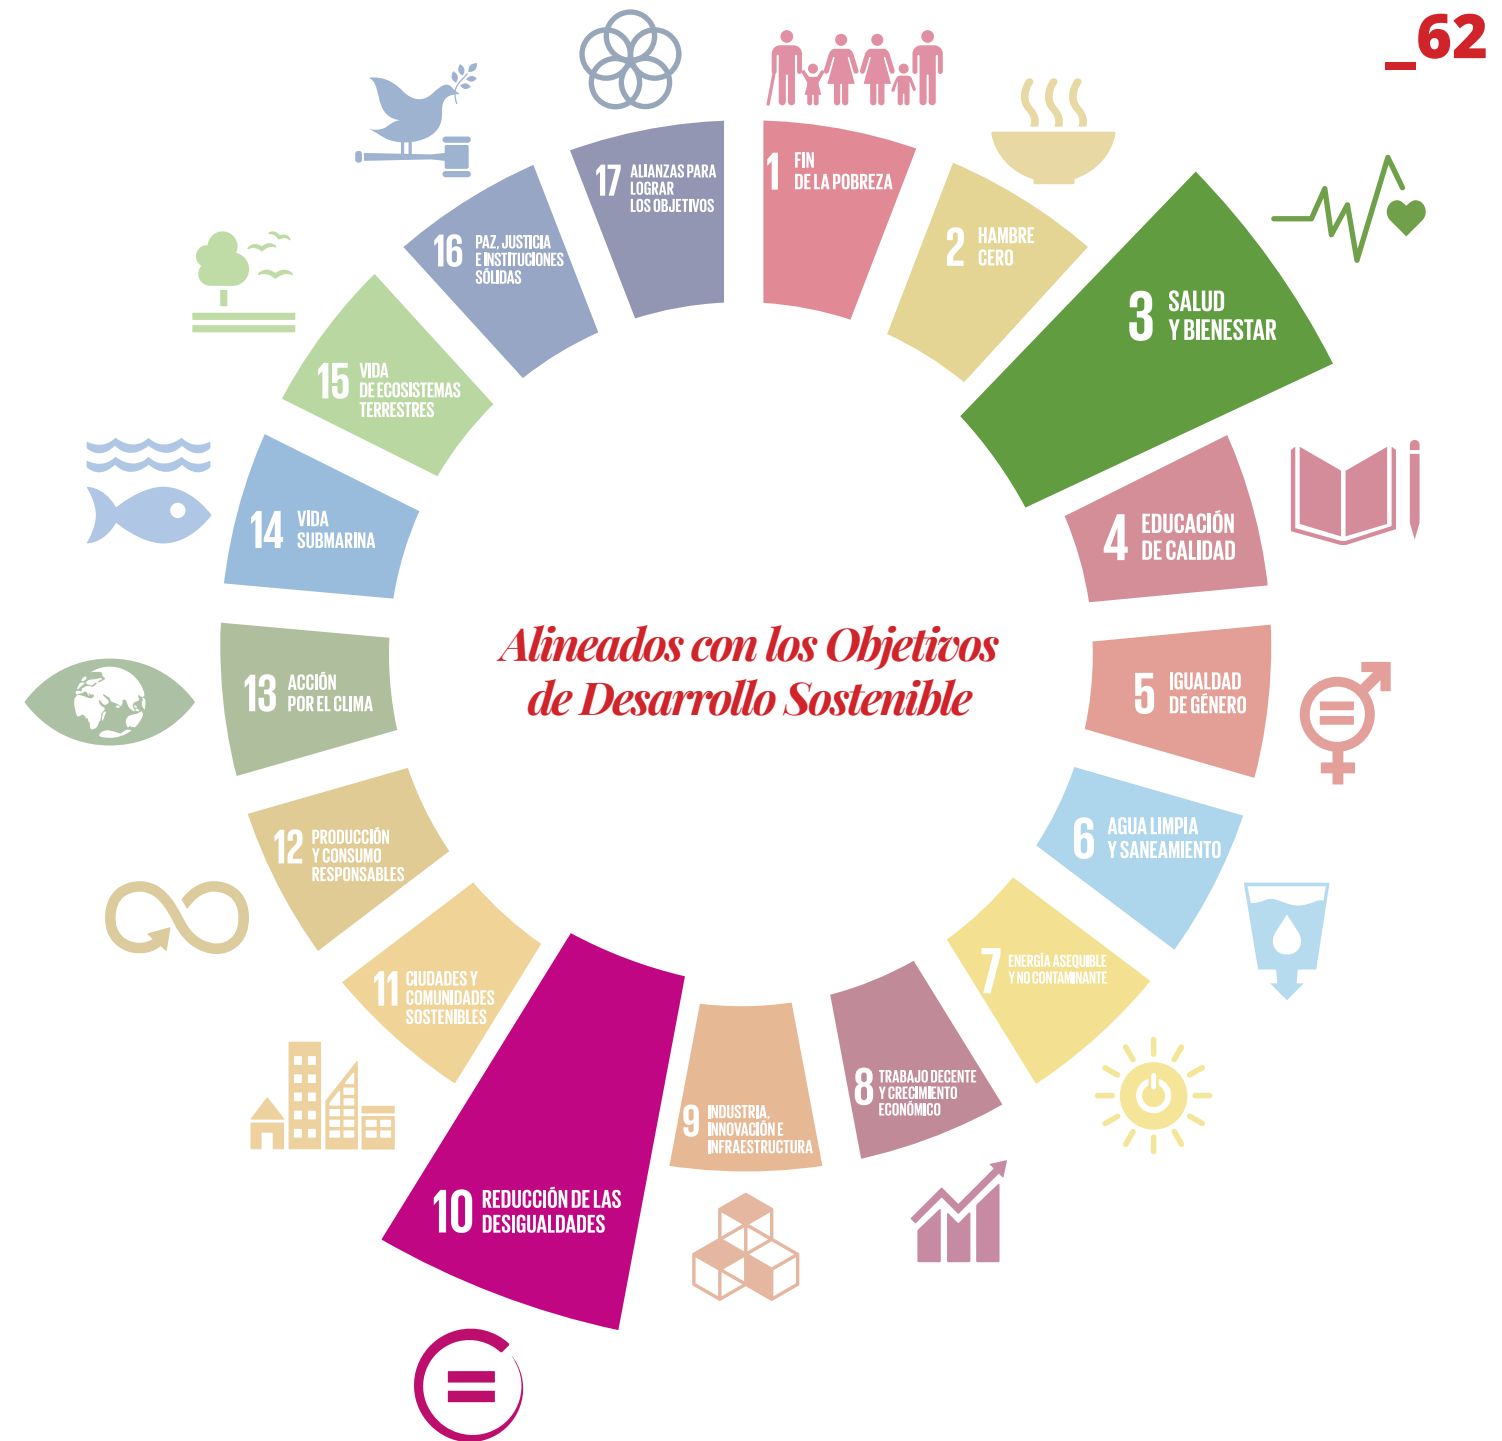 _62
1 FIN
DE LA POBREZA
2 HAMBRE
CERO
3 SALUD
Y BIENESTAR
4 EDUCACIÓN
DE CALIDAD
5 IGUALDAD
DE GÉNERO
6 AGUA LIMPIA
Y SANEAMIENTO
7 ENERGÍA ASEQUIBLE
Y NO CONTAMINANTE
8 TRABAJO DECENTE
Y CRECIMIENTO
ECONÓMICO
9 INDUSTRIA,
INNOVACIÓN E
INFRAESTRUCTURA
10 REDUCCIÓN DE LAS
DESIGUALDADES
11 CIUDADES Y
COMUNIDADES
SOSTENIBLES
12 PRODUCCIÓN
Y CONSUMO
RESPONSABLES
13 ACCIÓN
POR EL CLIMA
14 VIDA
SUBMARINA
15 VIDA
DE ECOSISTEMAS
TERRESTRES
16 PAZ, JUSTICIA
E INSTITUCIONES
SÓLIDAS
17 ALIANZAS PARA
LOGRAR
LOS OBJETIVOS
Alineados con los Objetivos
de Desarrollo Sostenible